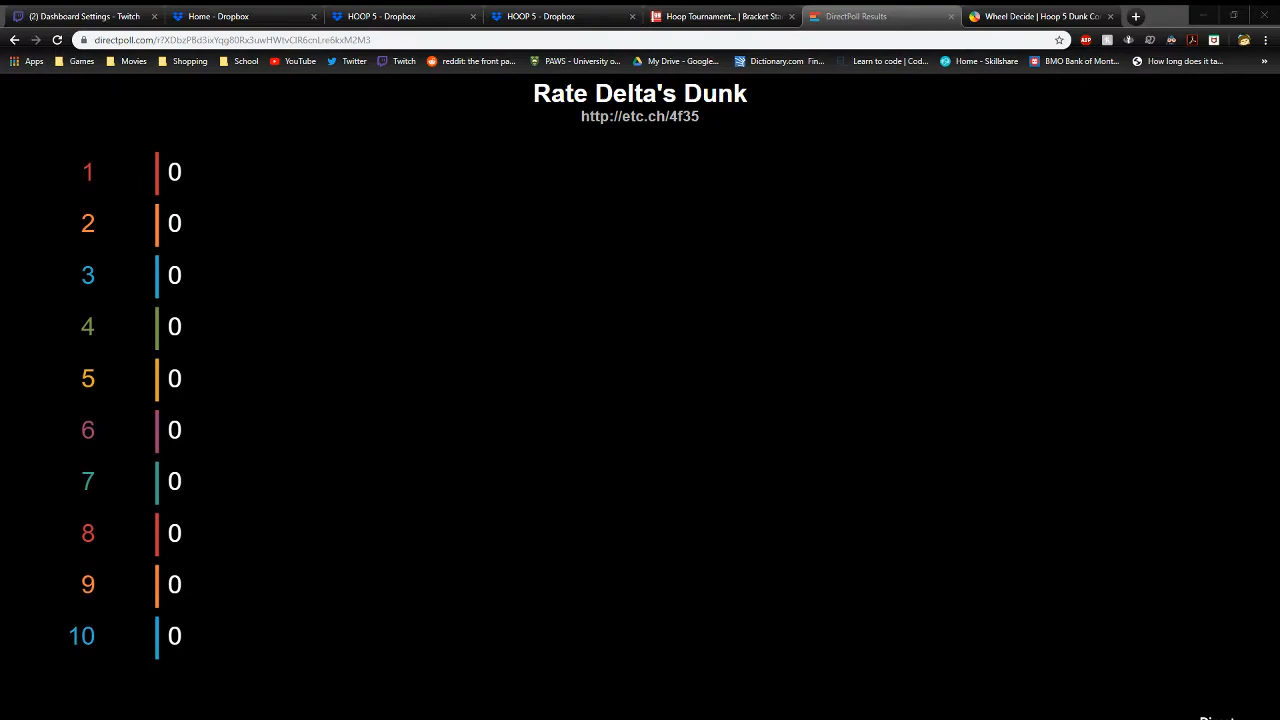 (2) Dashboard Settings - Twitch
Home - Dropbox
HOOP 5 - Dropbox
HOOP 5 - Dropbox
Hoop Tournament... | Bracket Sta
DirectPoll Results
Wheel Decide | Hoop 5 Dunk Co
Apps
Games
Movies
Shopping
School
YouTube
Twitter
Twitch
reddit: the front pa...
PAWS - University o...
My Drive - Google...
Dictionary.com Fin...
Learn to code | Cod...
Home - Skillshare
BMO Bank of Mont...
How long does it ta...
Rate Delta's Dunk
http://etc.ch/4f35
1 0
2 0
3 0
4 0
5 0
6 0
7 0
8 0
9 0
10 0